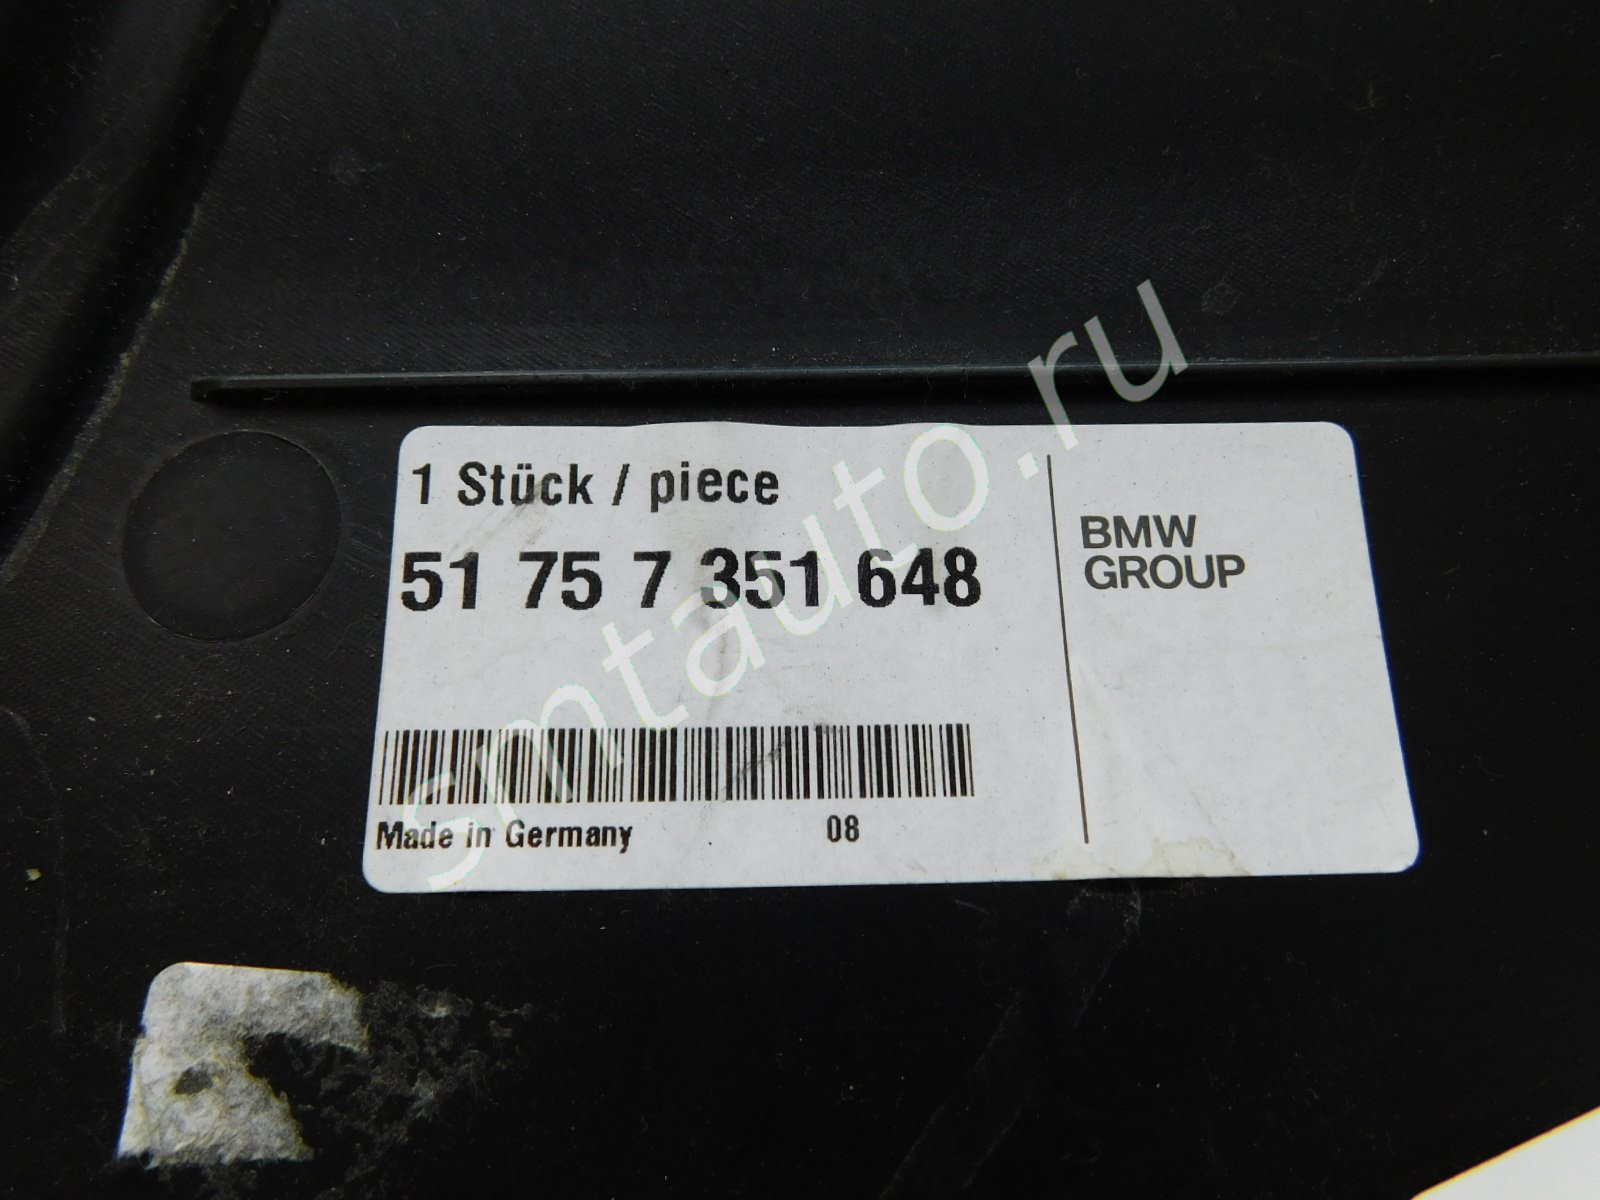 1 Stück / piece
51 75 7 351 648
BMW
GROUP
Made in Germany 08
smtauto.ru